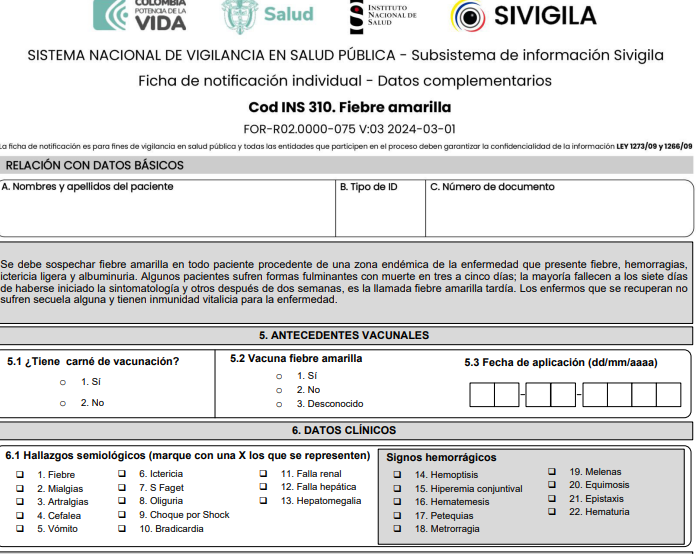 COLOMBIA
POTENCIA DE LA
VIDA
Salud
INSTITUTO
NACIONAL DE
SALUD
SIVIGILA
SISTEMA NACIONAL DE VIGILANCIA EN SALUD PÚBLICA - Subsistema de información Sivigila
Ficha de notificación individual - Datos complementarios
Cod INS 310. Fiebre amarilla
FOR-R02.0000-075 V:03 2024-03-01
La ficha de notificación es para fines de vigilancia en salud pública y todas las entidades que participen en el proceso deben garantizar la confidencialidad de la información LEY 1273/09 y 1266/09
RELACIÓN CON DATOS BÁSICOS
A. Nombres y apellidos del paciente
B. Tipo de ID
C. Número de documento
Se debe sospechar fiebre amarilla en todo paciente procedente de una zona endémica de la enfermedad que presente fiebre, hemorragias,
ictericia ligera y albuminuria. Algunos pacientes sufren formas fulminantes con muerte en tres a cinco días; la mayoría fallecen a los siete días
de haberse iniciado la sintomatología y otros después de dos semanas, es la llamada fiebre amarilla tardía. Los enfermos que se recuperan no
sufren secuela alguna y tienen inmunidad vitalicia para la enfermedad.
5. ANTECEDENTES VACUNALES
5.1 ¿Tiene carné de vacunación?
1. Sí
2. No
5.2 Vacuna fiebre amarilla
1. Sí
2. No
3. Desconocido
5.3 Fecha de aplicación (dd/mm/aaaa)
- -
6. DATOS CLÍNICOS
6.1 Hallazgos semiológicos (marque con una X los que se representen)
1. Fiebre
2. Mialgias
3. Artralgias
4. Cefalea
5. Vómito
6. Ictericia
7. S Faget
8. Oliguria
9. Choque por Shock
10. Bradicardia
11. Falla renal
12. Falla hepática
13. Hepatomegalia
Signos hemorrágicos
14. Hemoptisis
15. Hiperemia conjuntival
16. Hematemesis
17. Petequias
18. Metrorragia
19. Melenas
20. Equimosis
21. Epistaxis
22. Hematuria